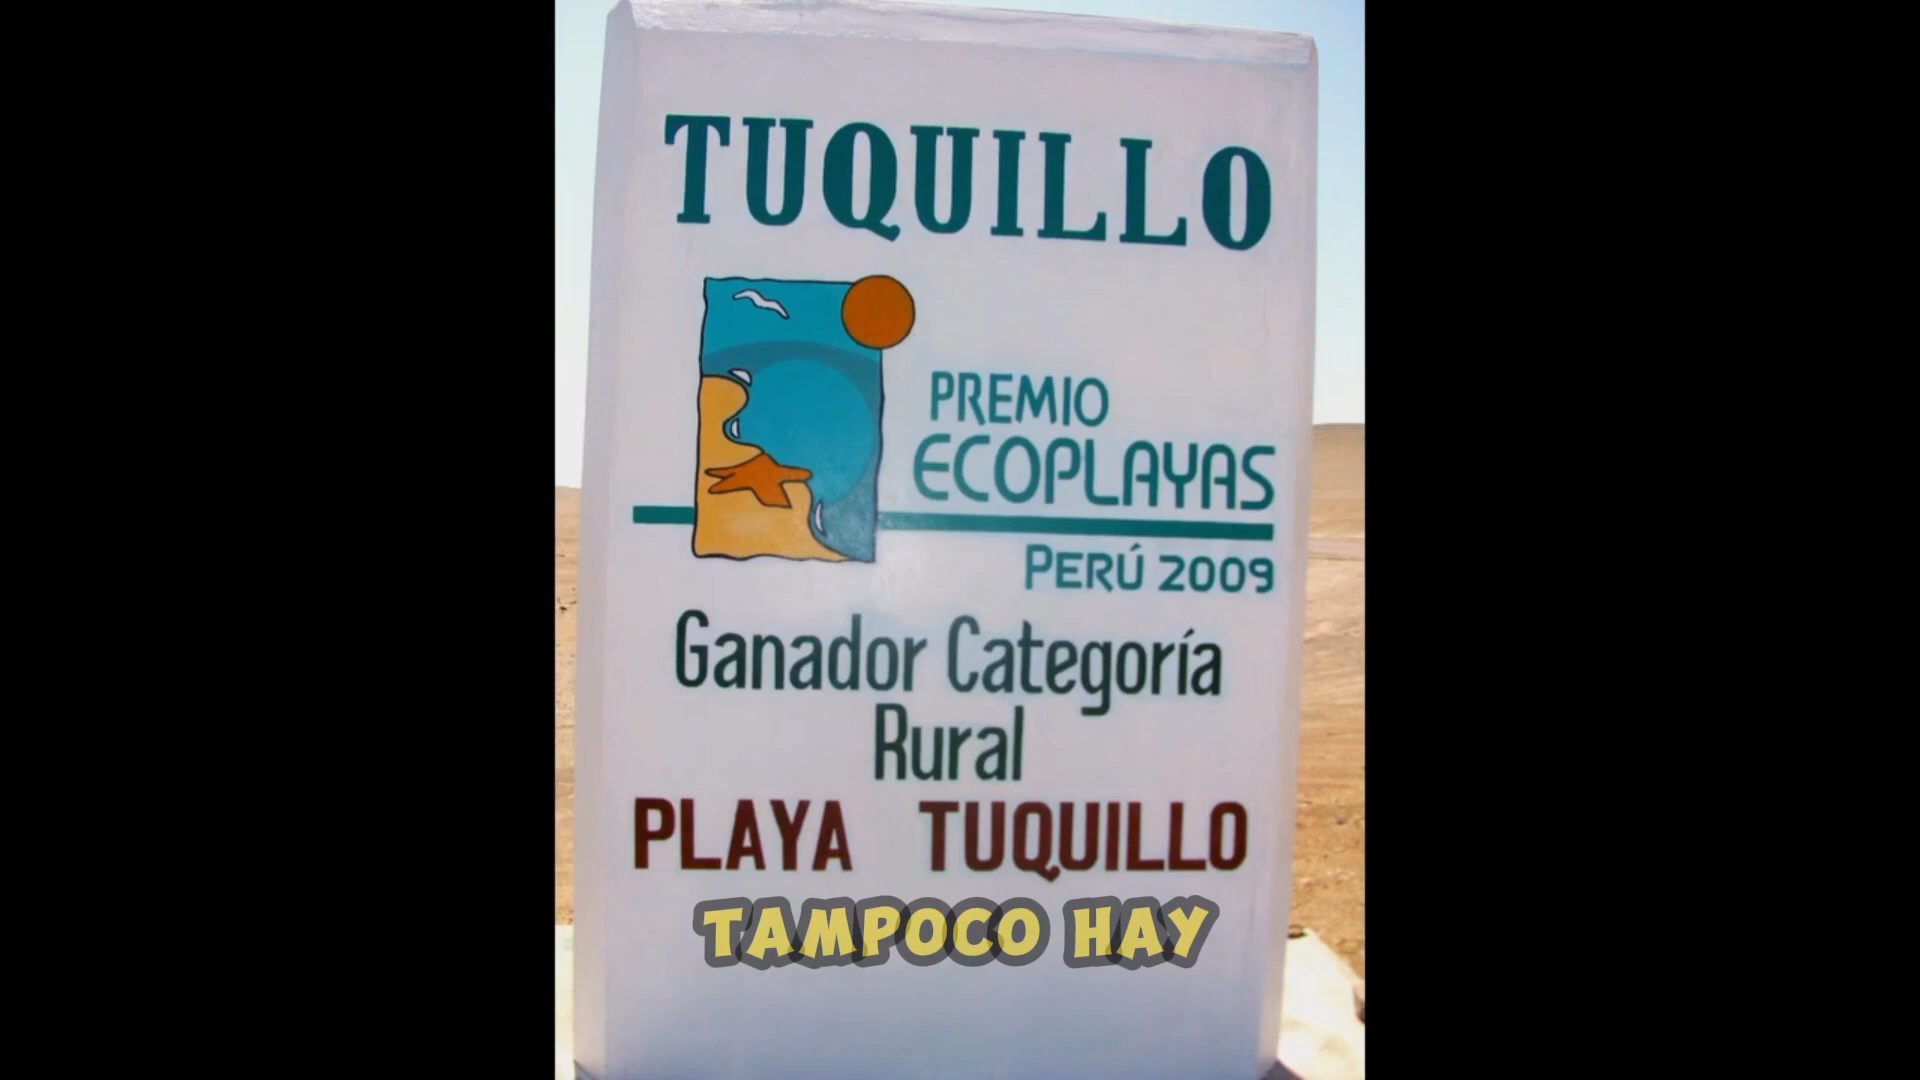 TUQUILLO
PREMIO
ECOPLAYAS
PERÚ 2009
Ganador Categoría
Rural
PLAYA TUQUILLO
TAMPOCO HAY